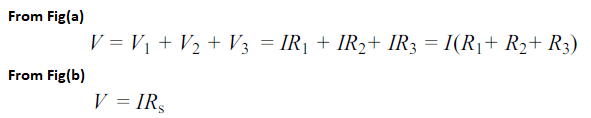 From Fig(a)
V = V₁ + V₂ + V₃ = IR₁ + IR₂+ IR₃ = I(R₁+ R₂+ R₃)
From Fig(b)
V = IRₛ